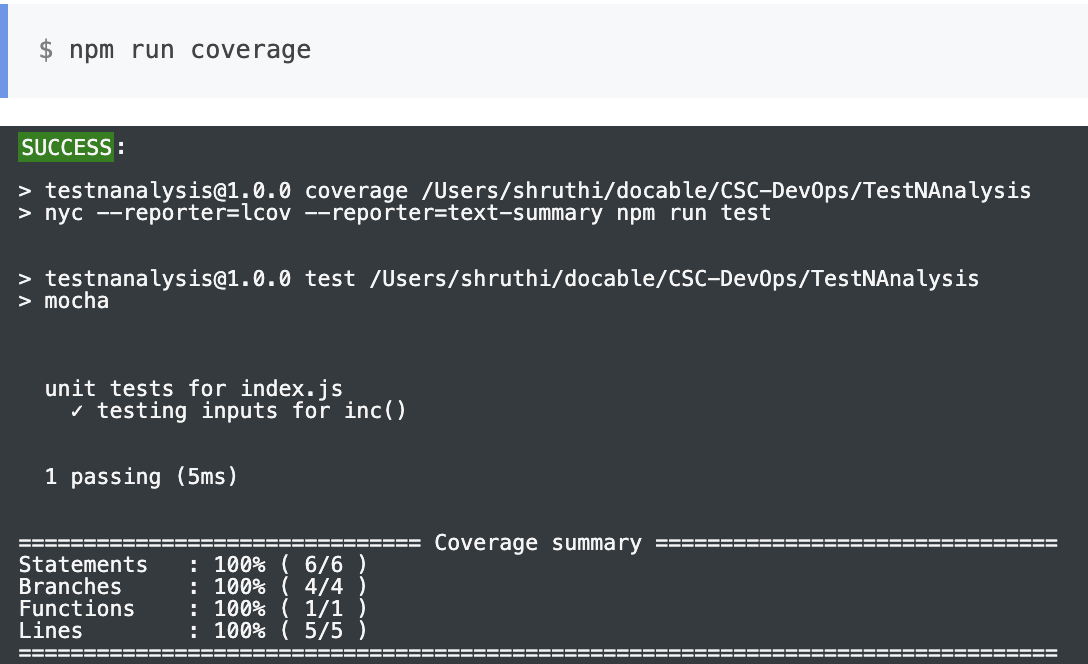 $ npm run coverage
SUCCESS:
> testnanalysis@1.0.0 coverage /Users/shruthi/docable/CSC-DevOps/TestNAnalysis
> nyc --reporter=lcov --reporter=text-summary npm run test
> testnanalysis@1.0.0 test /Users/shruthi/docable/CSC-DevOps/TestNAnalysis
> mocha
unit tests for index.js
✓ testing inputs for inc()
1 passing (5ms)
=============================== Coverage summary ===============================
Statements   : 100% ( 6/6 )
Branches     : 100% ( 4/4 )
Functions    : 100% ( 1/1 )
Lines        : 100% ( 5/5 )
================================================================================